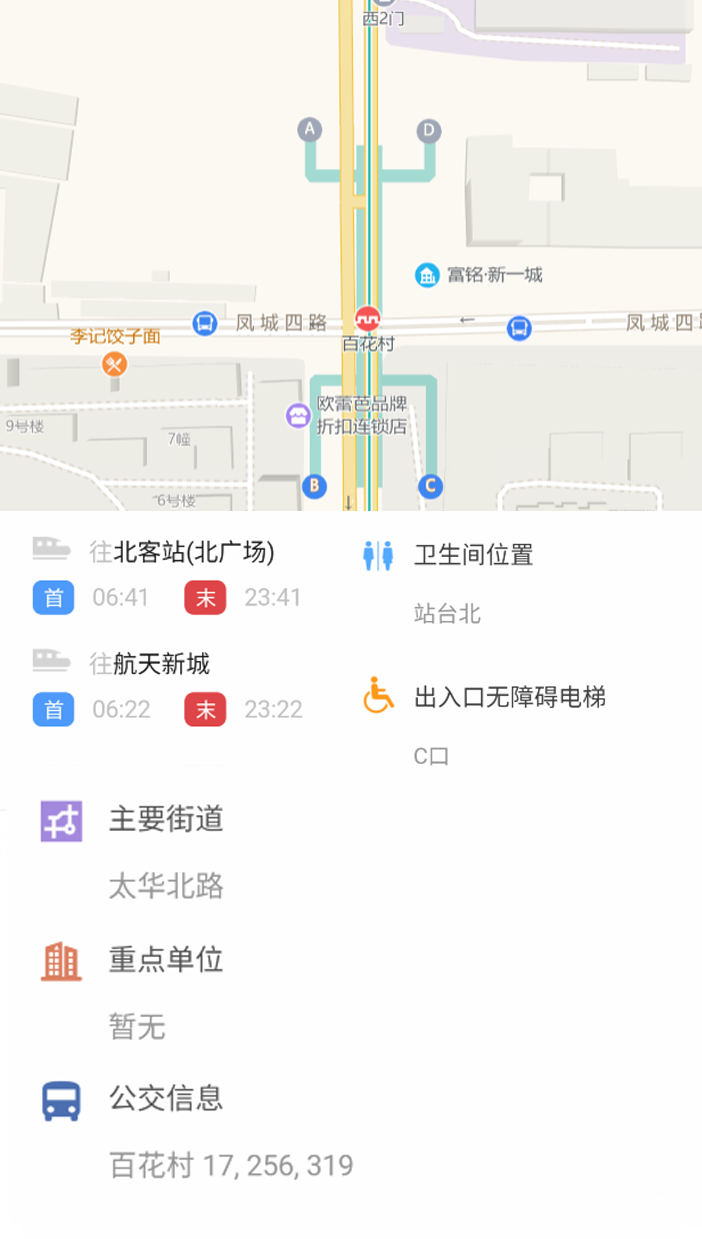 西2门
A
D
富铭·新一城
凤城四路
凤城四
李记饺子面
百花村
欧蕾芭品牌
折扣连锁店
9号楼
7幢
6号楼
B
C
往北客站(北广场)
首 06:41 末 23:41
往航天新城
首 06:22 末 23:22
卫生间位置
站台北
出入口无障碍电梯
C口
主要街道
太华北路
重点单位
暂无
公交信息
百花村 17, 256, 319